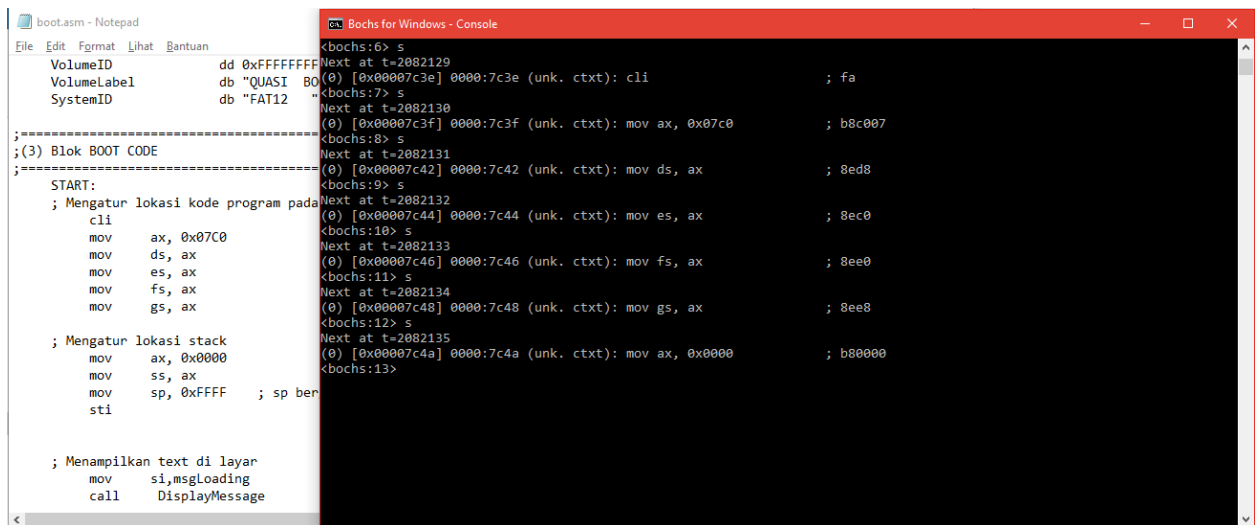 boot.asm - Notepad
File Edit Format Lihat Bantuan
VolumeID dd 0xFFFFFFFF
VolumeLabel db "QUASI BO
SystemID db "FAT12 "
;=======================================
;(3) Blok BOOT CODE
;=======================================
START:
; Mengatur lokasi kode program pada
cli
mov ax, 0x07C0
mov ds, ax
mov es, ax
mov fs, ax
mov gs, ax
; Mengatur lokasi stack
mov ax, 0x0000
mov ss, ax
mov sp, 0xFFFF ; sp ber
sti
; Menampilkan text di layar
mov si,msgLoading
call DisplayMessage
Bochs for Windows - Console
<bochs:6> s
Next at t=2082129
(0) [0x00007c3e] 0000:7c3e (unk. ctxt): cli ; fa
<bochs:7> s
Next at t=2082130
(0) [0x00007c3f] 0000:7c3f (unk. ctxt): mov ax, 0x07c0 ; b8c007
<bochs:8> s
Next at t=2082131
(0) [0x00007c42] 0000:7c42 (unk. ctxt): mov ds, ax ; 8ed8
<bochs:9> s
Next at t=2082132
(0) [0x00007c44] 0000:7c44 (unk. ctxt): mov es, ax ; 8ec0
<bochs:10> s
Next at t=2082133
(0) [0x00007c46] 0000:7c46 (unk. ctxt): mov fs, ax ; 8ee0
<bochs:11> s
Next at t=2082134
(0) [0x00007c48] 0000:7c48 (unk. ctxt): mov gs, ax ; 8ee8
<bochs:12> s
Next at t=2082135
(0) [0x00007c4a] 0000:7c4a (unk. ctxt): mov ax, 0x0000 ; b80000
<bochs:13>